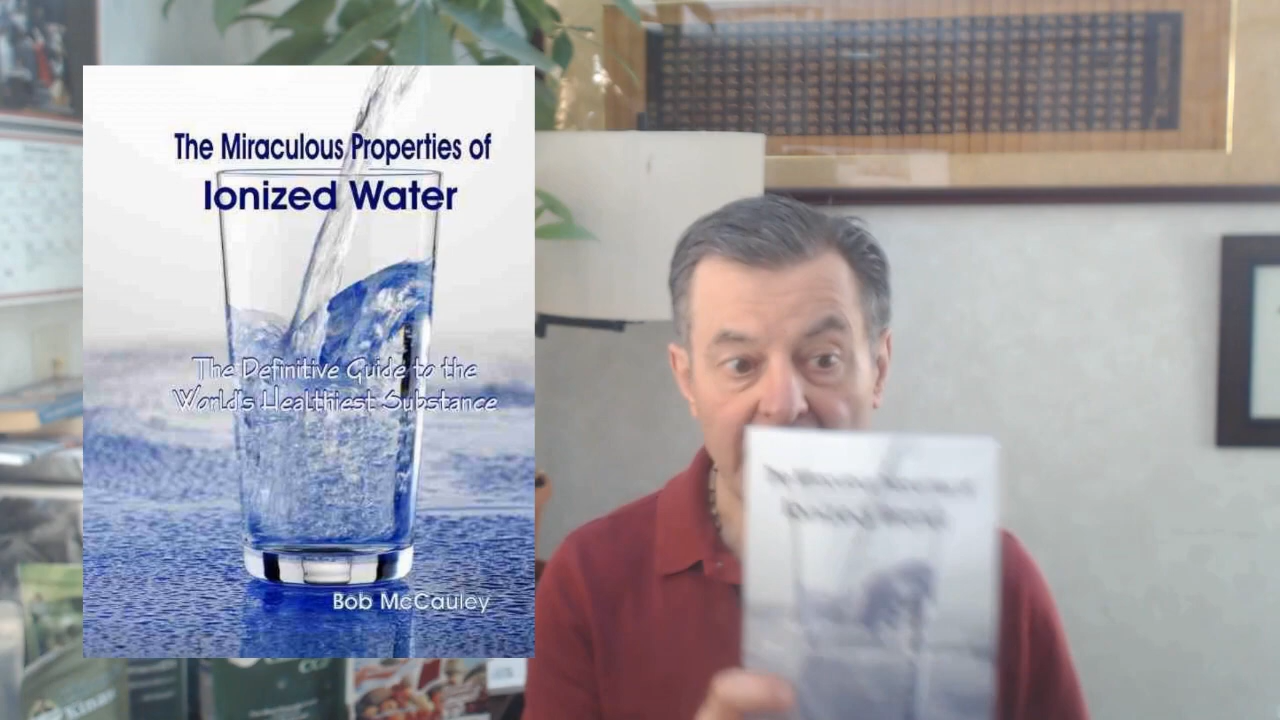 The Miraculous Properties of
Ionized Water
The Definitive Guide to the
World's Healthiest Substance
Bob McCauley